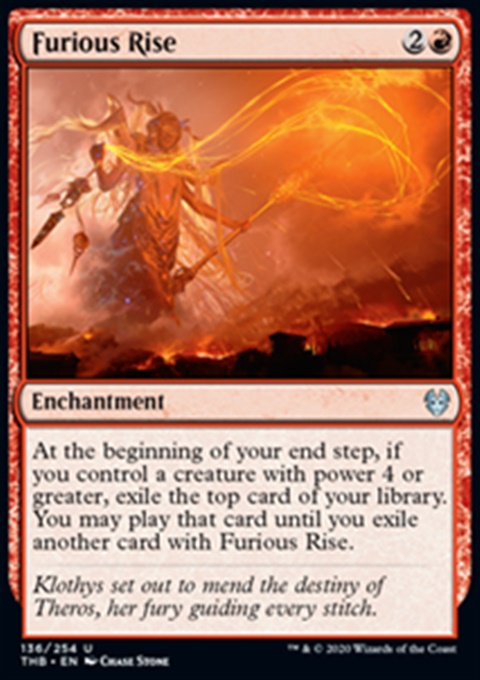 Furious Rise 2
Enchantment
At the beginning of your end step, if
you control a creature with power 4 or
greater, exile the top card of your library.
You may play that card until you exile
another card with Furious Rise.
Klothys set out to mend the destiny of
Theros, her fury guiding every stitch.
136/254 U
THB • EN Chase Stone
™ & © 2020 Wizards of the Coast